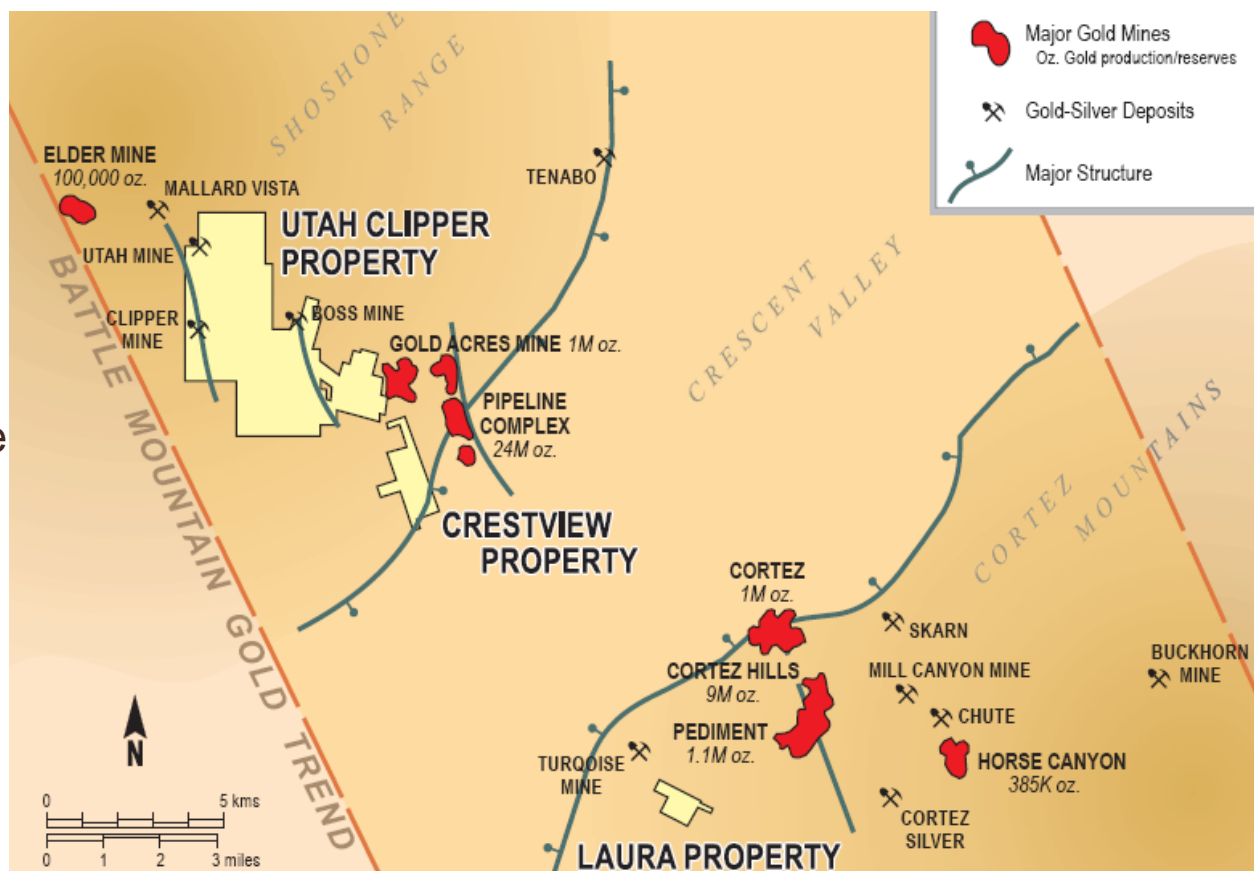 Major Gold Mines
Oz. Gold production/reserves
Gold-Silver Deposits
Major Structure
SHOSHONE
RANGE
ELDER MINE
100,000 oz.
MALLARD VISTA
TENABO
UTAH CLIPPER
PROPERTY
UTAH MINE
CLIPPER
MINE
BOSS MINE
GOLD ACRES MINE 1M oz.
PIPELINE
COMPLEX
24M oz.
CRESCENT
VALLEY
e
BATTLE MOUNTAIN GOLD TREND
CRESTVIEW
PROPERTY
CORTEZ
MOUNTAINS
CORTEZ
1M oz.
SKARN
CORTEZ HILLS
9M oz.
MILL CANYON MINE
BUCKHORN
MINE
CHUTE
PEDIMENT
1.1M oz.
TURQOISE
MINE
HORSE CANYON
385K oz.
CORTEZ
SILVER
LAURA PROPERTY
N
0 5 kms
0 1 2 3 miles